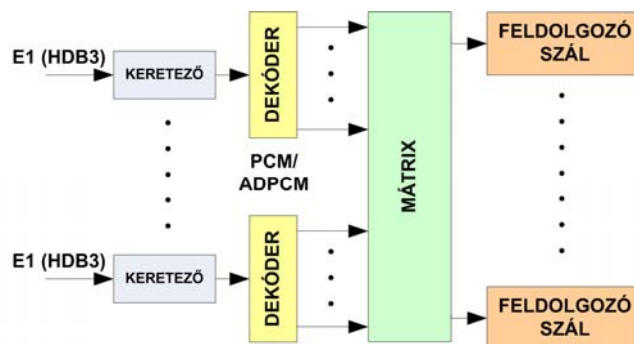 E1 (HDB3)
KERETEZŐ
DEKÓDER
MÁTRIX
FELDOLGOZÓ
SZÁL
PCM/
ADPCM
E1 (HDB3)
KERETEZŐ
DEKÓDER
FELDOLGOZÓ
SZÁL